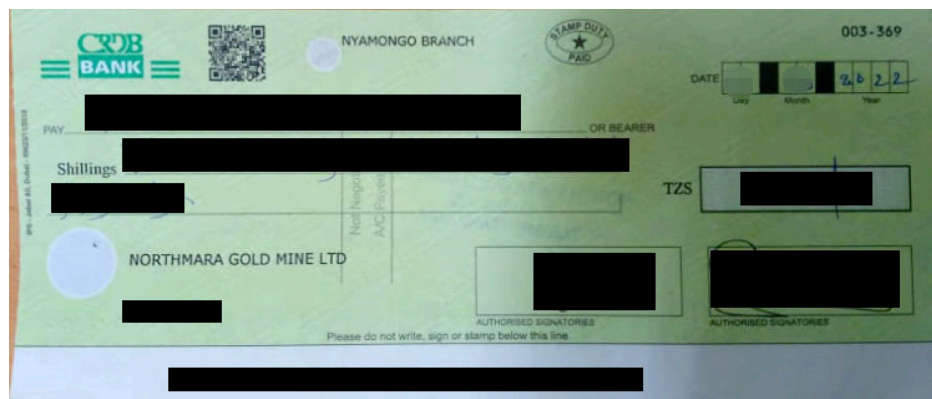 CRDB
BANK
NYAMONGO BRANCH
STAMP DUTY
PAID
003-369
DATE
2022
Day Month Year
PAY
OR BEARER
Shillings
TZS
Not Negot
A/C Payee
NORTHMARA GOLD MINE LTD
AUTHORISED SIGNATORIES
AUTHORISED SIGNATORIES
Please do not write, sign or stamp below this line